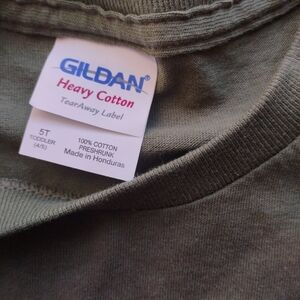 GILDAN®
Heavy Cotton
TearAway Label
5T
TODDLER
(4/5)
100% COTTON
PRESHRUNK
Made in Honduras